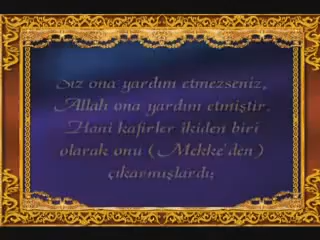 Siz ona yardım etmezseniz,
Allah ona yardım etmiştir.
Hani kafirler ikiden biri
olarak onu (Mekke'den)
çıkarmışlardı;